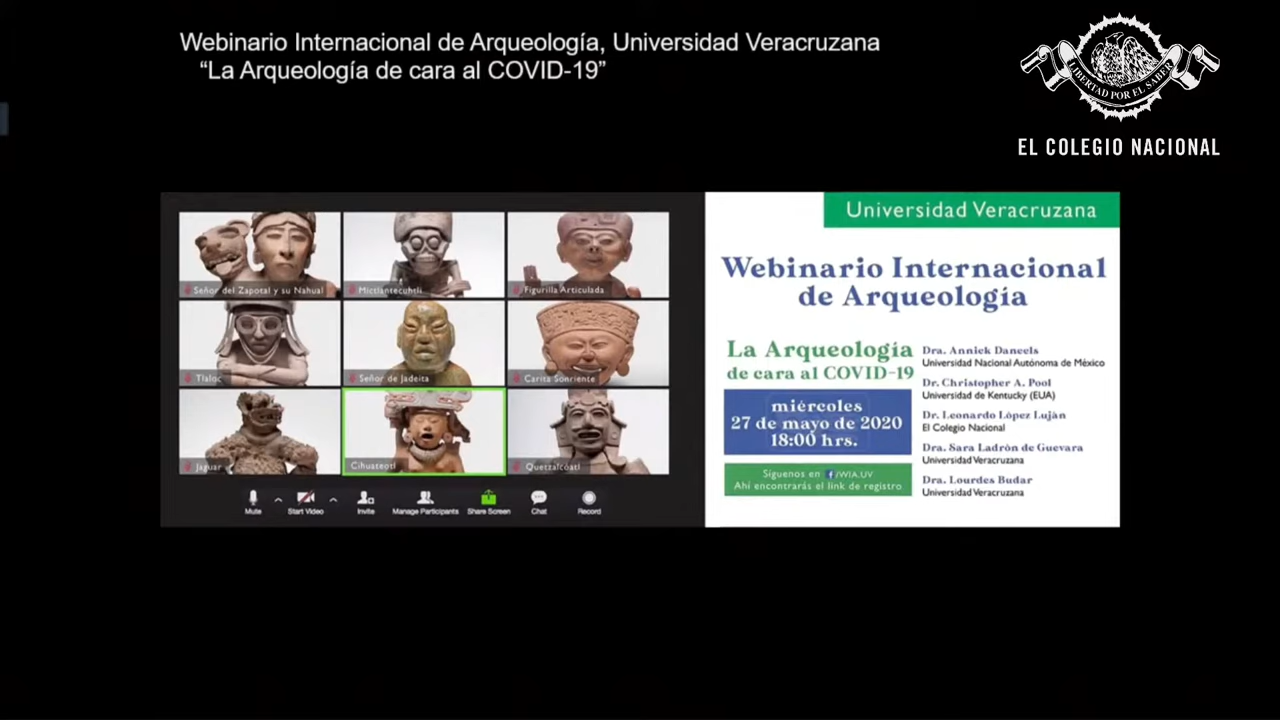 Webinario Internacional de Arqueología, Universidad Veracruzana
“La Arqueología de cara al COVID-19”
LIBERTAD POR EL SABER
EL COLEGIO NACIONAL
Señor del Zapotal y su Nahual
Mictlantecuhtli
Figurilla Articulada
Tlaloc
Señor de Jadeita
Carita Sonriente
Jaguar
Cihuateotl
Quetzalcóatl
Mute
Start Video
Invite
Manage Participants
Share Screen
Chat
Record
Universidad Veracruzana
Webinario Internacional
de Arqueología
La Arqueología
de cara al COVID-19
miércoles
27 de mayo de 2020
18:00 hrs.
Síguenos en f/WIA.UV
Ahí encontrarás el link de registro
Dra. Annick Daneels
Universidad Nacional Autónoma de México
Dr. Christopher A. Pool
Universidad de Kentucky (EUA)
Dr. Leonardo López Luján
El Colegio Nacional
Dra. Sara Ladrón de Guevara
Universidad Veracruzana
Dra. Lourdes Budar
Universidad Veracruzana